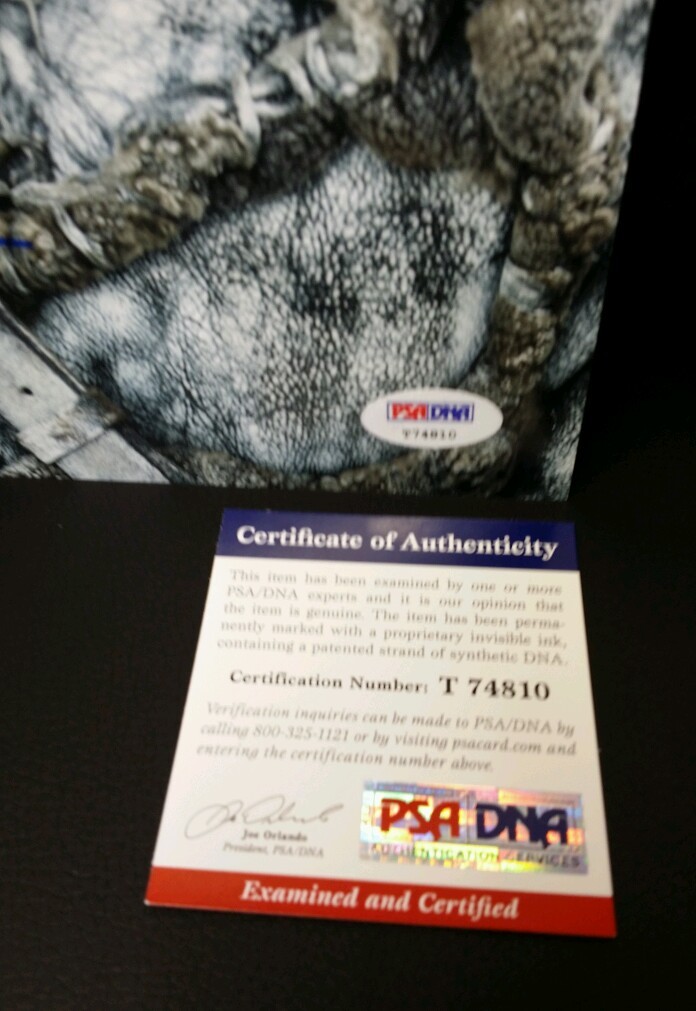 PSA DNA
T74810
Certificate of Authenticity
This item has been examined by one or more
PSA/DNA experts and it is our opinion that
the item is genuine. The item has been perma-
nently marked with a proprietary invisible ink,
containing a patented strand of synthetic DNA.
Certification Number: T 74810
Verification inquiries can be made to PSA/DNA by
calling 800-325-1121 or by visiting psacard.com and
entering the certification number above.
Joe Orlando
President, PSA/DNA
PSA DNA
AUTHENTICATION SERVICES
Examined and Certified